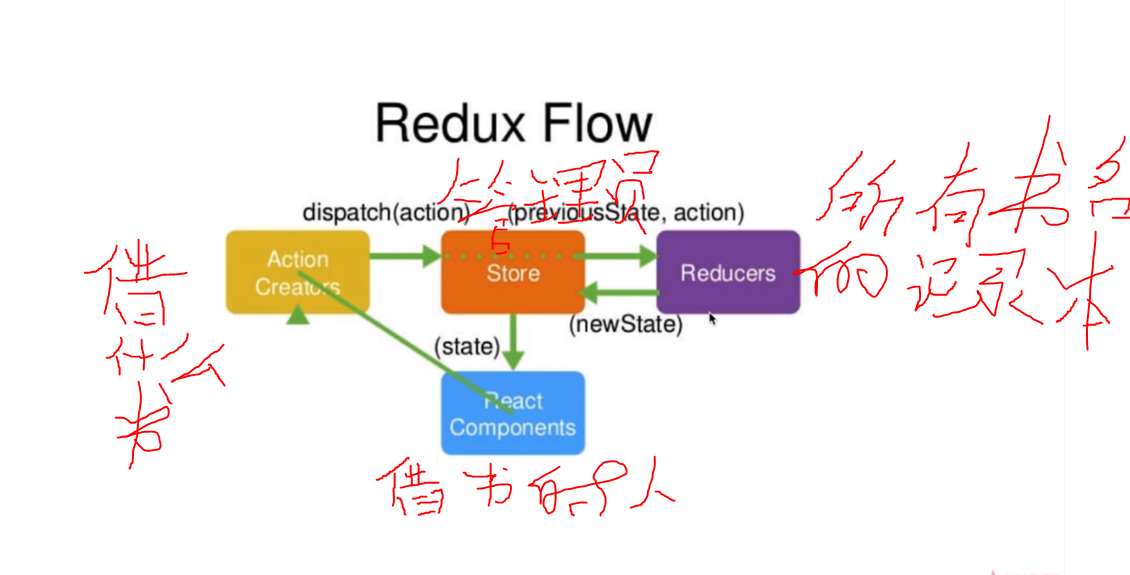 Redux Flow
管理员
dispatch(action)
(previousState, action)
所有书名
的记录本
Action
Creators
Store
Reducers
借
什么
书
(newState)
(state)
React
Components
借书的人